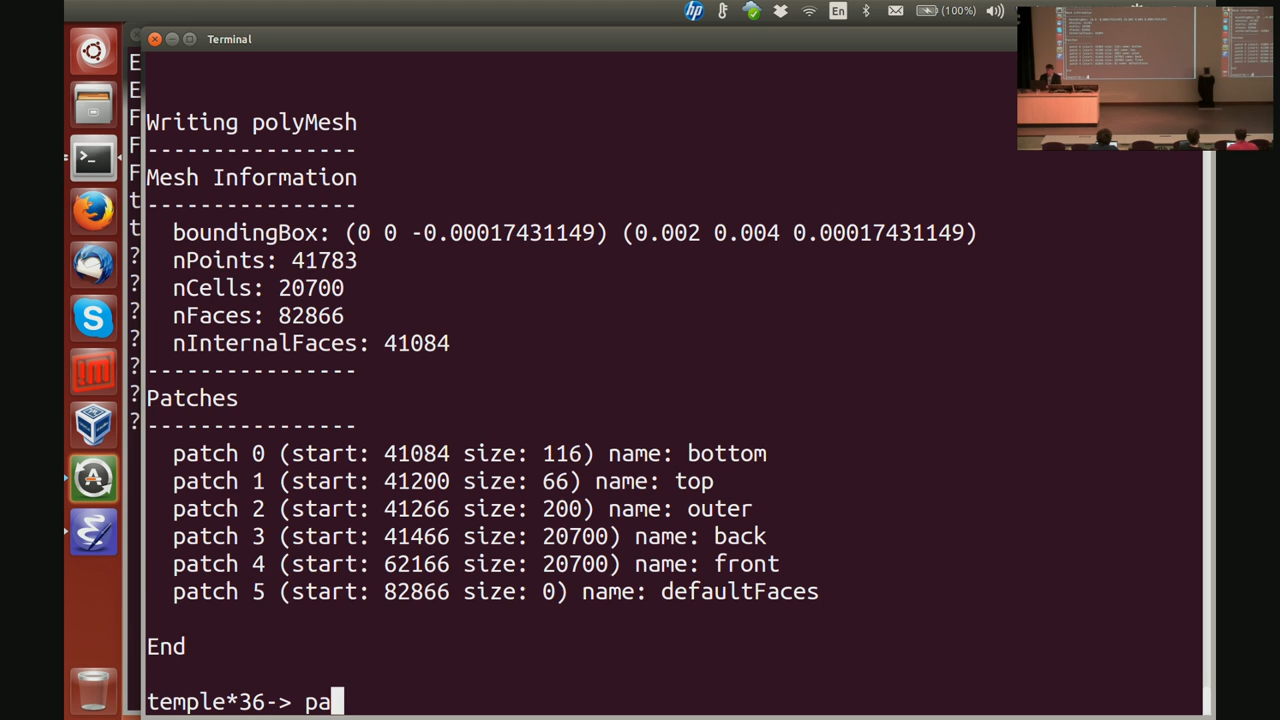 En
(100%)
Terminal
Writing polyMesh
----------------
Mesh Information
----------------
boundingBox: (0 0 -0.00017431149) (0.002 0.004 0.00017431149)
nPoints: 41783
nCells: 20700
nFaces: 82866
nInternalFaces: 41084
----------------
Patches
----------------
patch 0 (start: 41084 size: 116) name: bottom
patch 1 (start: 41200 size: 66) name: top
patch 2 (start: 41266 size: 200) name: outer
patch 3 (start: 41466 size: 20700) name: back
patch 4 (start: 62166 size: 20700) name: front
patch 5 (start: 82866 size: 0) name: defaultFaces
End
temple*36-> pa